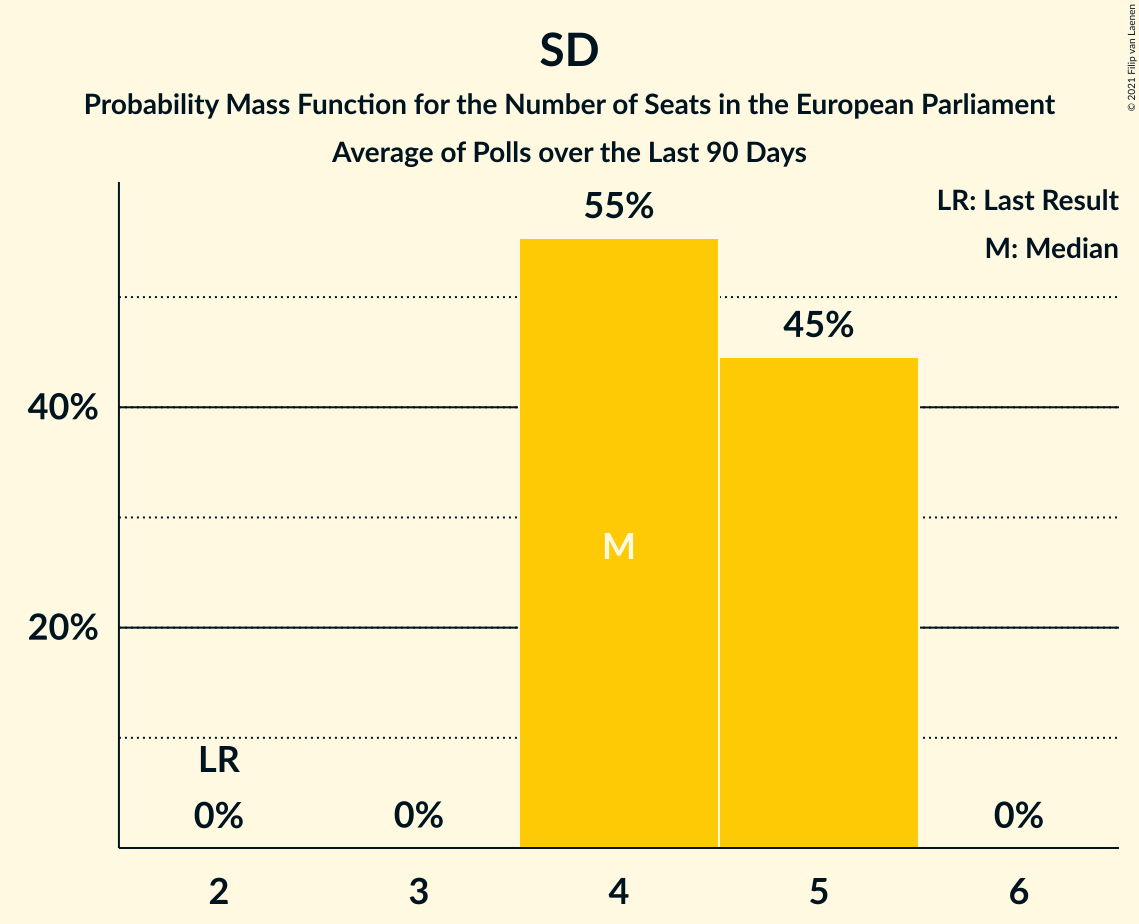 SD
Probability Mass Function for the Number of Seats in the European Parliament
Average of Polls over the Last 90 Days
© 2021 Filip van Laenen
LR: Last Result
M: Median
55%
45%
40%
M
20%
LR
0%
0%
0%
2
3
4
5
6